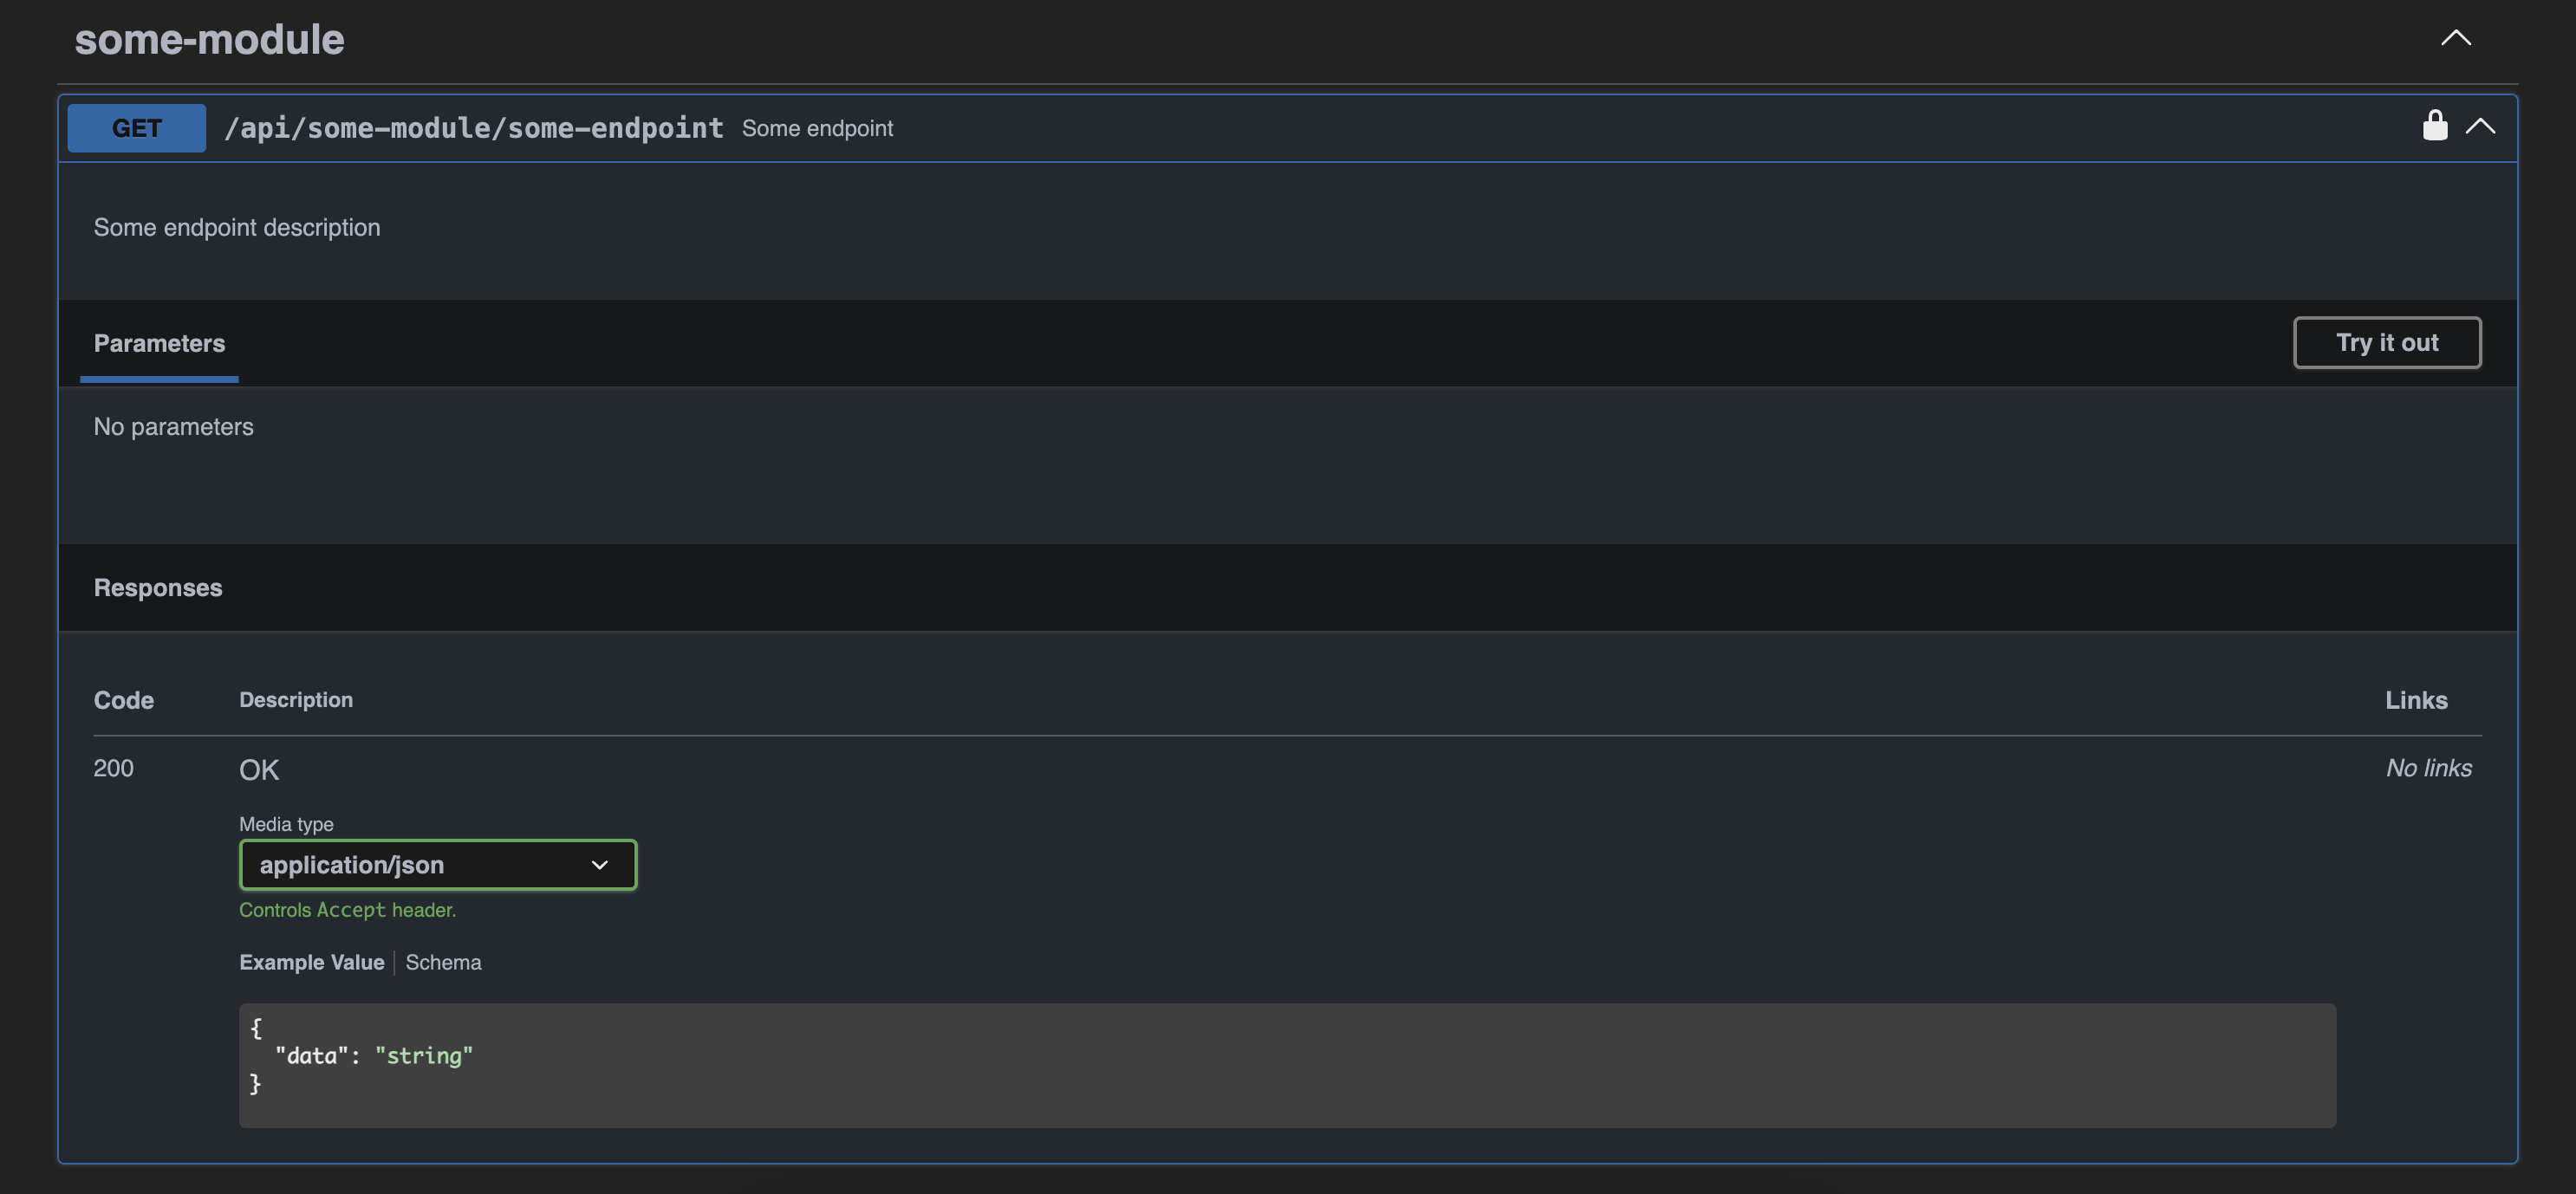 some-module
GET /api/some-module/some-endpoint Some endpoint
Some endpoint description
Parameters Try it out
No parameters
Responses
Code Description Links
200 OK No links
Media type
application/json
Controls Accept header.
Example Value Schema
{
"data": "string"
}